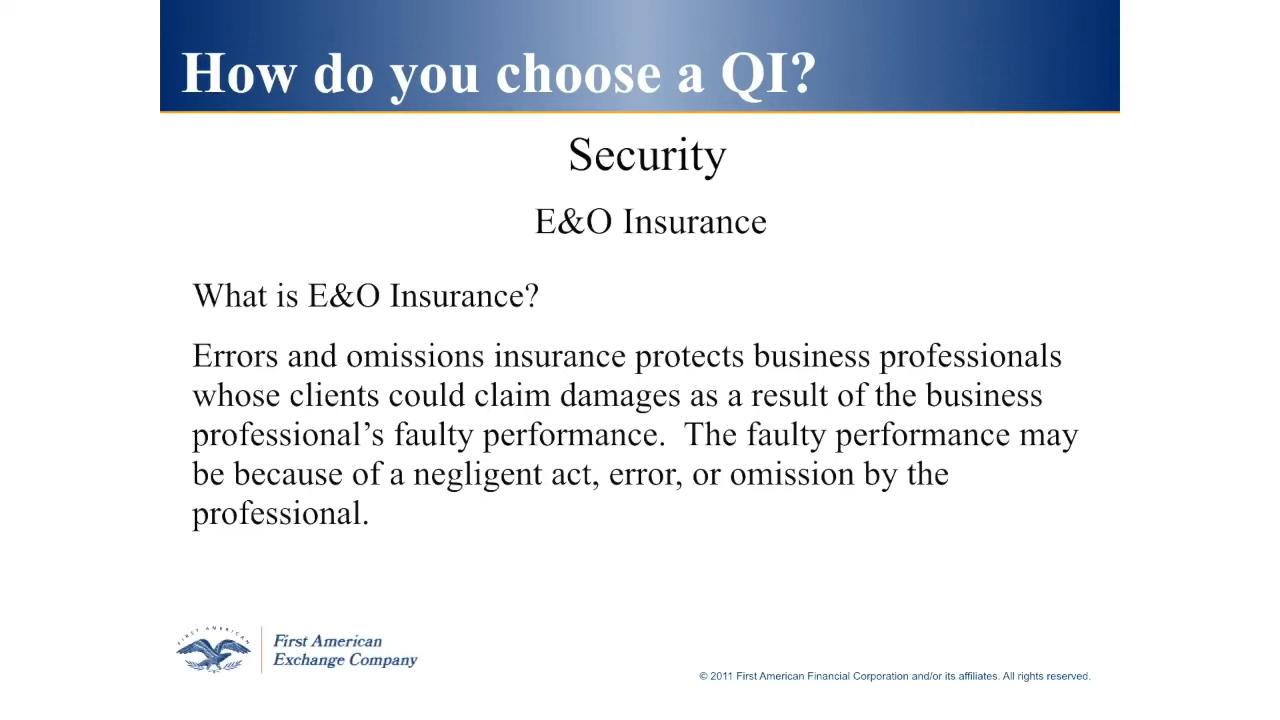 How do you choose a QI?
Security
E&O Insurance
What is E&O Insurance?
Errors and omissions insurance protects business professionals
whose clients could claim damages as a result of the business
professional’s faulty performance.  The faulty performance may
be because of a negligent act, error, or omission by the
professional.
FIRST AMERICAN
First American
Exchange Company
© 2011 First American Financial Corporation and/or its affiliates. All rights reserved.